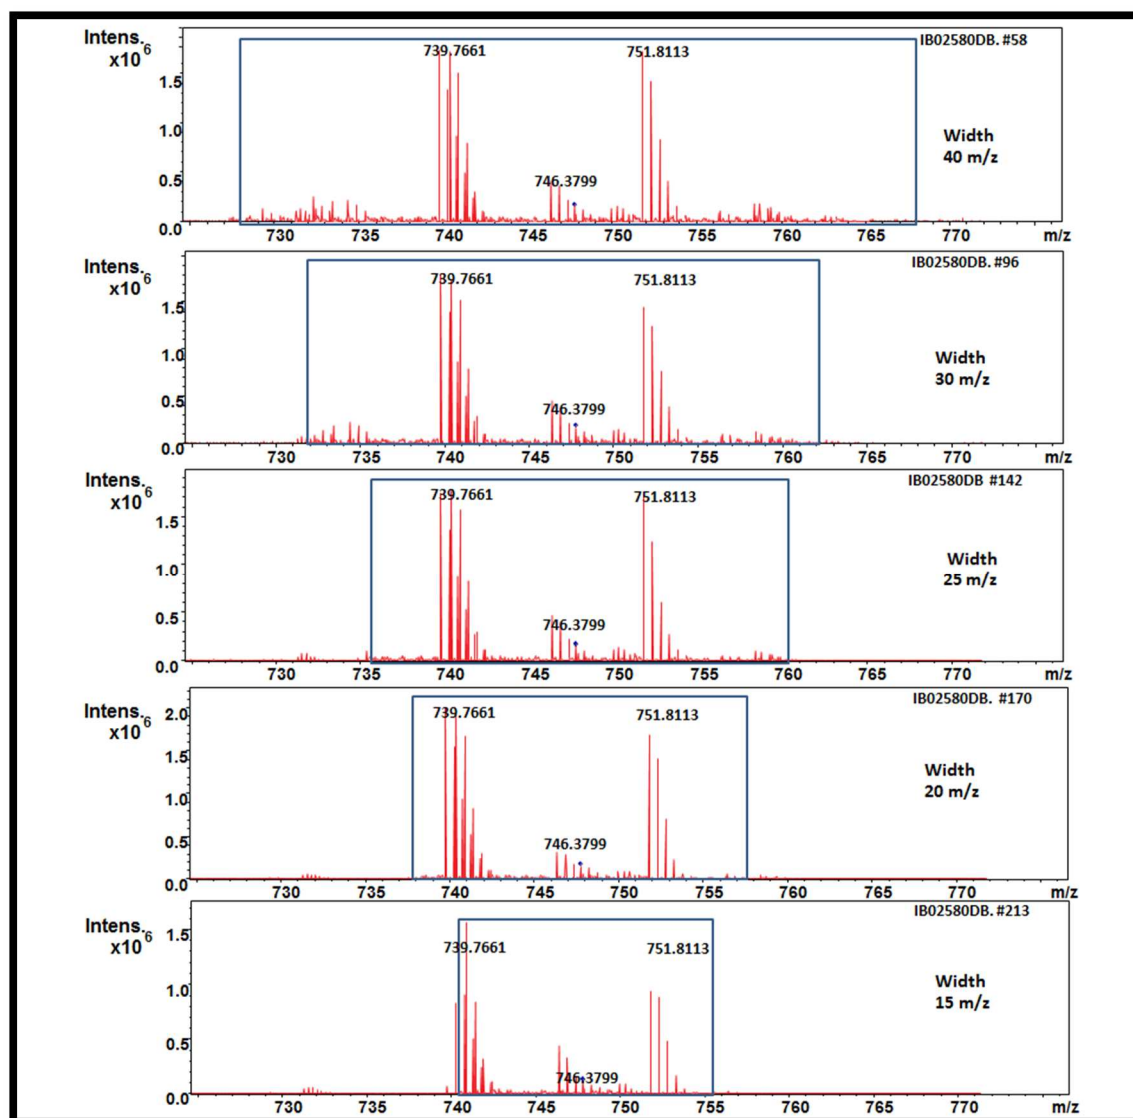 Intens.
x10^6
739.7661
751.8113
IB02580DB. #58
1.5
1.0
Width
40 m/z
746.3799
0.5
0.0
730 735 740 745 750 755 760 765 770 m/z
Intens.
x10^6
739.7661
751.8113
IB02580DB. #96
1.5
1.0
Width
30 m/z
0.5
746.3799
0.0
730 735 740 745 750 755 760 765 770 m/z
Intens.
x10^6
739.7661
751.8113
IB02580DB #142
1.5
1.0
Width
25 m/z
0.5
746.3799
0.0
730 735 740 745 750 755 760 765 770 m/z
Intens.
x10^6
2.0
739.7661
751.8113
IB02580DB. #170
1.5
1.0
Width
20 m/z
0.5
746.3799
0.0
730 735 740 745 750 755 760 765 770 m/z
Intens.
x10^6
1.5
739.7661
751.8113
IB02580DB. #213
1.0
Width
15 m/z
0.5
746.3799
0.0
730 735 740 745 750 755 760 765 770 m/z